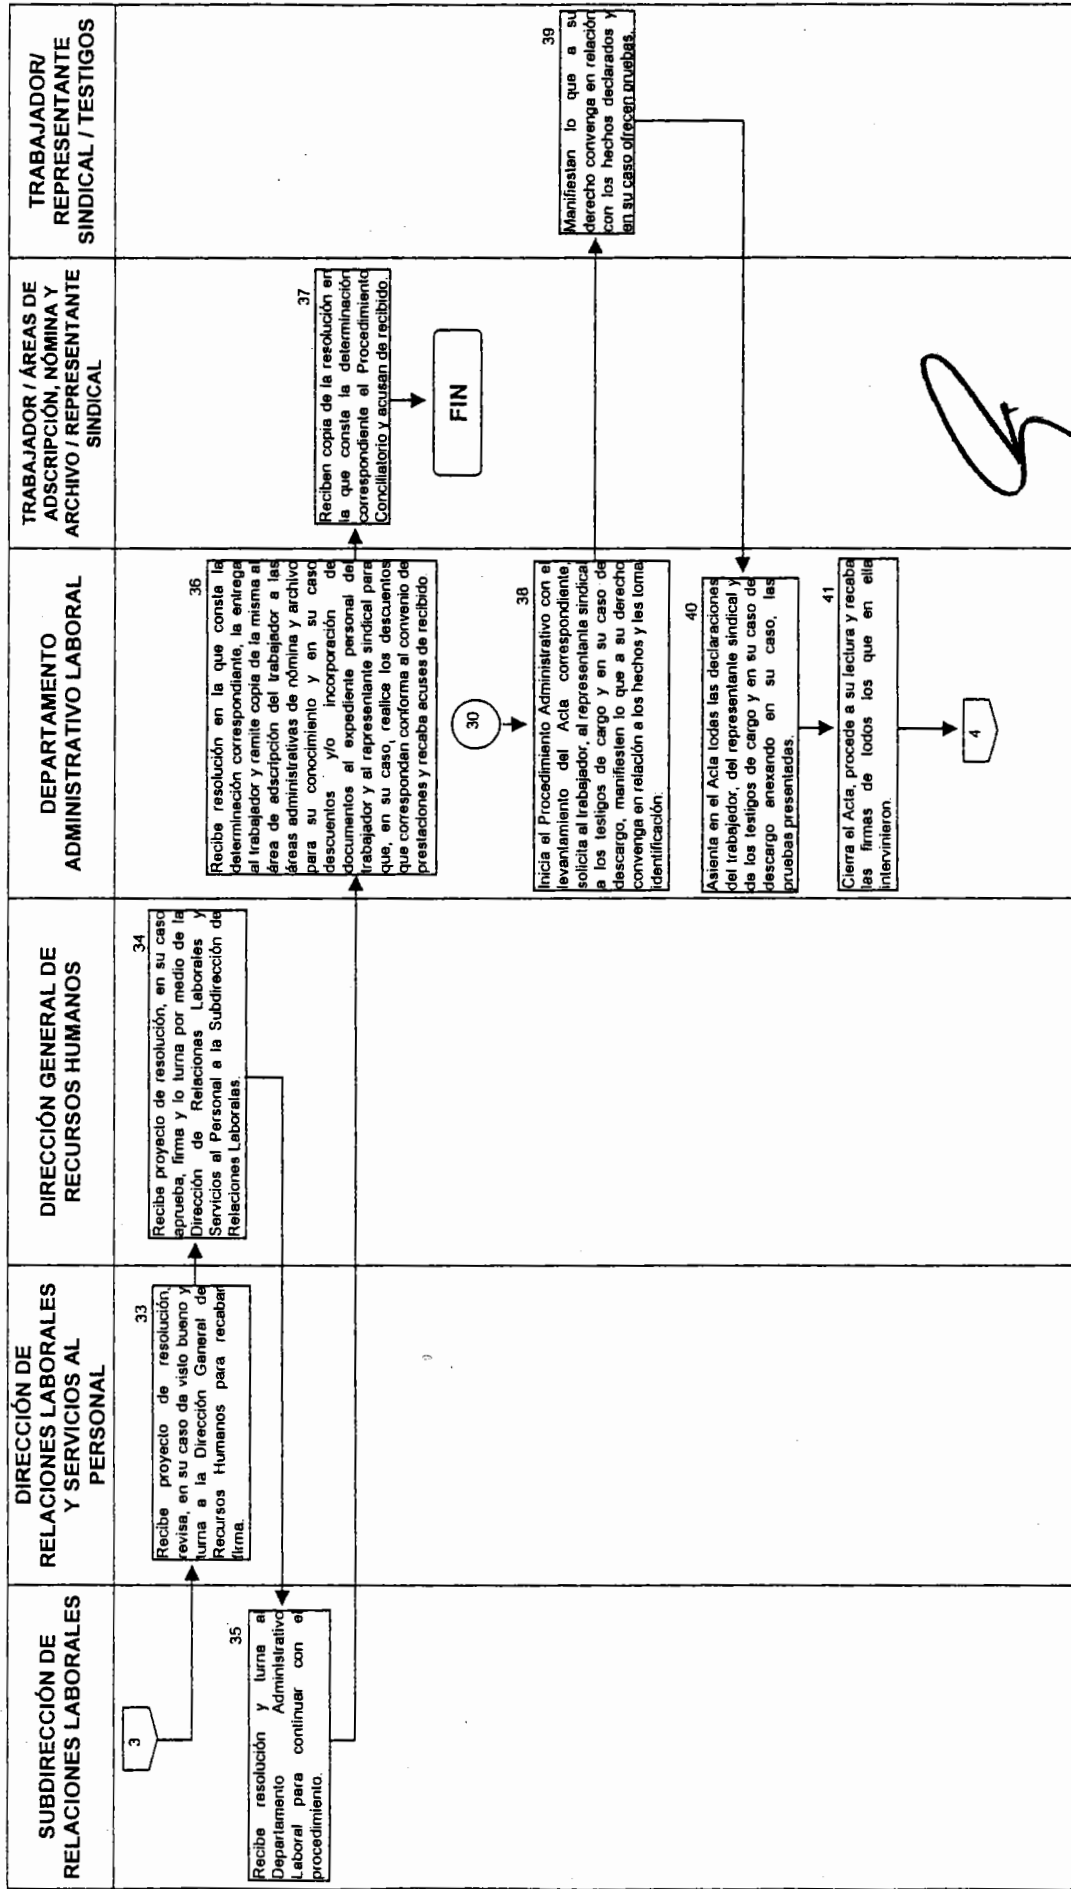 SUBDIRECCIÓN DE
RELACIONES LABORALES
DIRECCIÓN DE
RELACIONES LABORALES
Y SERVICIOS AL
PERSONAL
DIRECCIÓN GENERAL DE
RECURSOS HUMANOS
DEPARTAMENTO
ADMINISTRATIVO LABORAL
TRABAJADOR / ÁREAS DE
ADSCRIPCIÓN, NÓMINA Y
ARCHIVO / REPRESENTANTE
SINDICAL
TRABAJADOR/
REPRESENTANTE
SINDICAL / TESTIGOS
3
33
Recibe proyecto de resolución,
revisa, en su caso da visto bueno y
turna a la Dirección General de
Recursos Humanos para recabar
firma.
34
Recibe proyecto de resolución, en su caso
aprueba, firma y lo turna por medio de la
Dirección de Relaciones Laborales y
Servicios al Personal a la Subdirección de
Relaciones Laborales.
35
Recibe resolución y turna al
Departamento Administrativo
Laboral para continuar con el
procedimiento.
36
Recibe resolución en la que consta la
determinación correspondiente, la entrega
al trabajador y remite copia de la misma al
área de adscripción del trabajador a las
áreas administrativas de nómina y archivo
para su conocimiento y en su caso
descuentos y/o incorporación de
documentos al expediente personal del
trabajador y al representante sindical para
que, en su caso, realice los descuentos
que correspondan conforme al convenio de
prestaciones y recaba acuses de recibido
37
Reciben copia de la resolución en
la que consta la determinación
correspondiente el Procedimiento
Conciliatorio y acusan de recibido.
FIN
30
38
Inicia el Procedimiento Administrativo con el
levantamiento del Acta correspondiente,
solicita al trabajador, al representante sindical
a los testigos de cargo y en su caso de
descargo, manifiesten lo que a su derecho
convenga en relación a los hechos y les toma
identificación.
39
Manifiestan lo que a su
derecho convenga en relación
con los hechos declarados y
en su caso ofrecen pruebas.
40
Asienta en el Acta todas las declaraciones
del trabajador, del representante sindical y
de los testigos de cargo y en su caso de
descargo anexando en su caso, las
pruebas presentadas.
41
Cierra el Acta, procede a su lectura y recaba
las firmas de todos los que en ella
intervinieron.
4